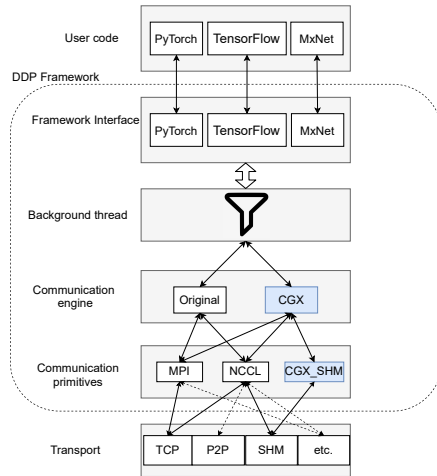 User code
PyTorch TensorFlow MxNet
DDP Framework
Framework Interface
PyTorch TensorFlow MxNet
Background thread
Communication
engine
Original CGX
Communication
primitives
MPI NCCL CGX_SHM
Transport
TCP P2P SHM etc.